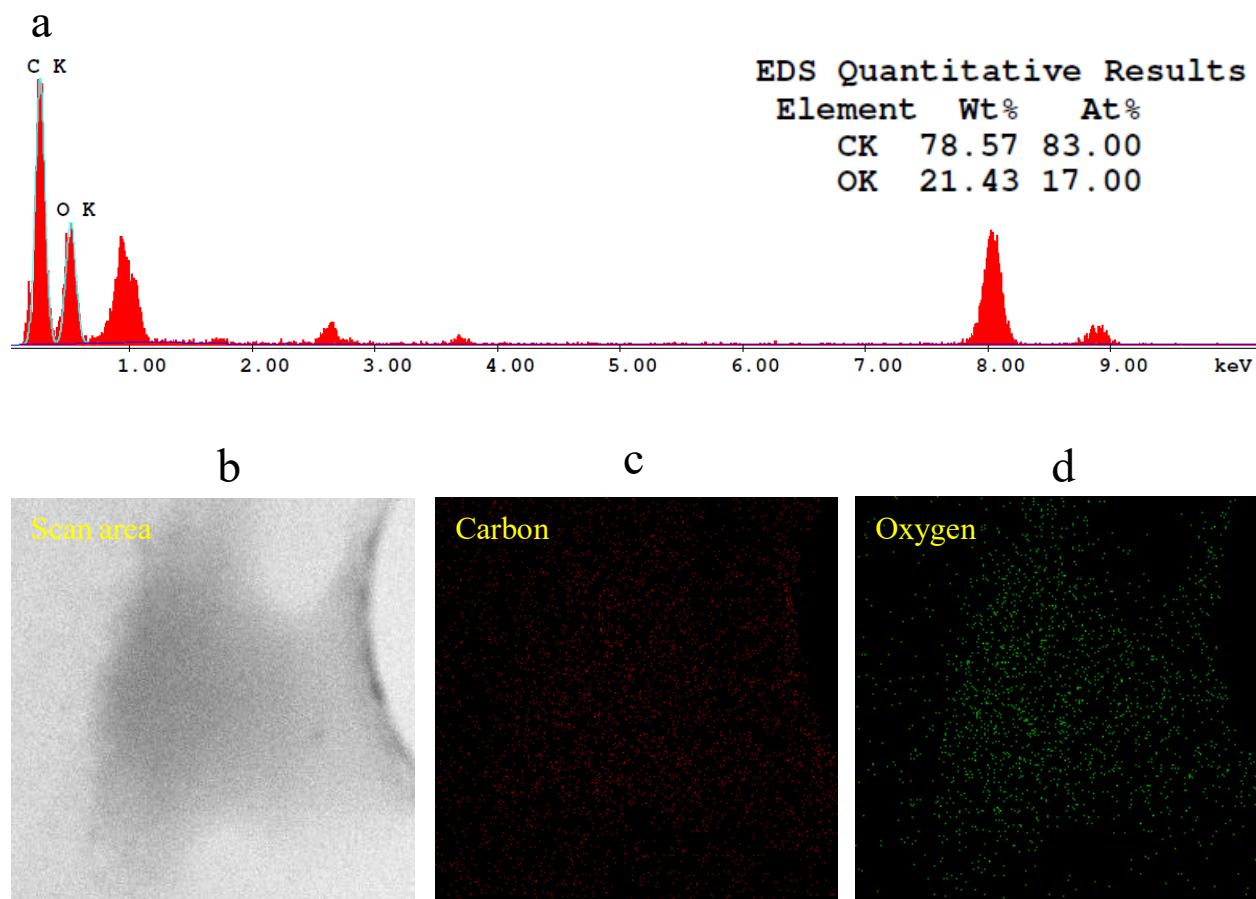 a
C K
O K
EDS Quantitative Results
Element Wt% At%
CK 78.57 83.00
OK 21.43 17.00
1.00 2.00 3.00 4.00 5.00 6.00 7.00 8.00 9.00 keV
b
c
d
Scan area
Carbon
Oxygen